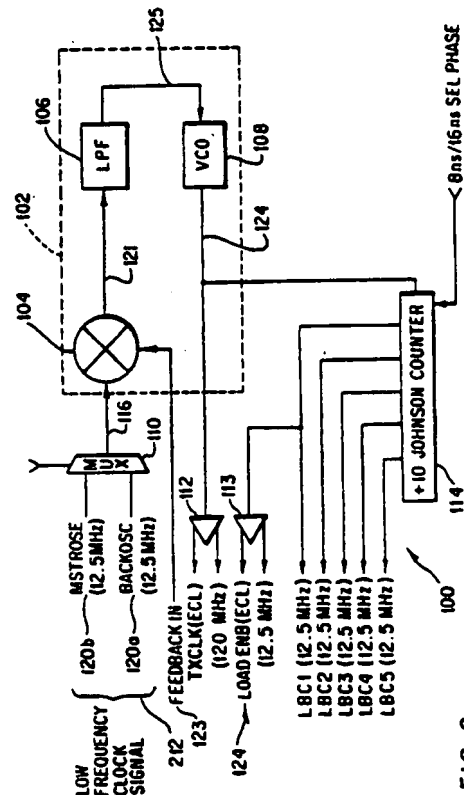 LOW
FREQUENCY
CLOCK
SIGNAL
212
120b
MSTROSE
(12.5MHz)
120a
BACKOSC
(12.5 MHz)
MUX
110
116
104
102
121
106
LPF
125
VCO
108
124
FEEDBACK IN
123
TXCLK(ECL)
(120 MHz)
112
124
LOAD ENB(ECL)
(12.5 MHz)
113
LBC1 (12.5 MHz)
LBC2 (12.5 MHz)
LBC3 (12.5 MHz)
LBC4 (12.5 MHz)
LBC5 (12.5 MHz)
÷10 JOHNSON COUNTER
114
100
8ns/16ns SEL PHASE
FIG.